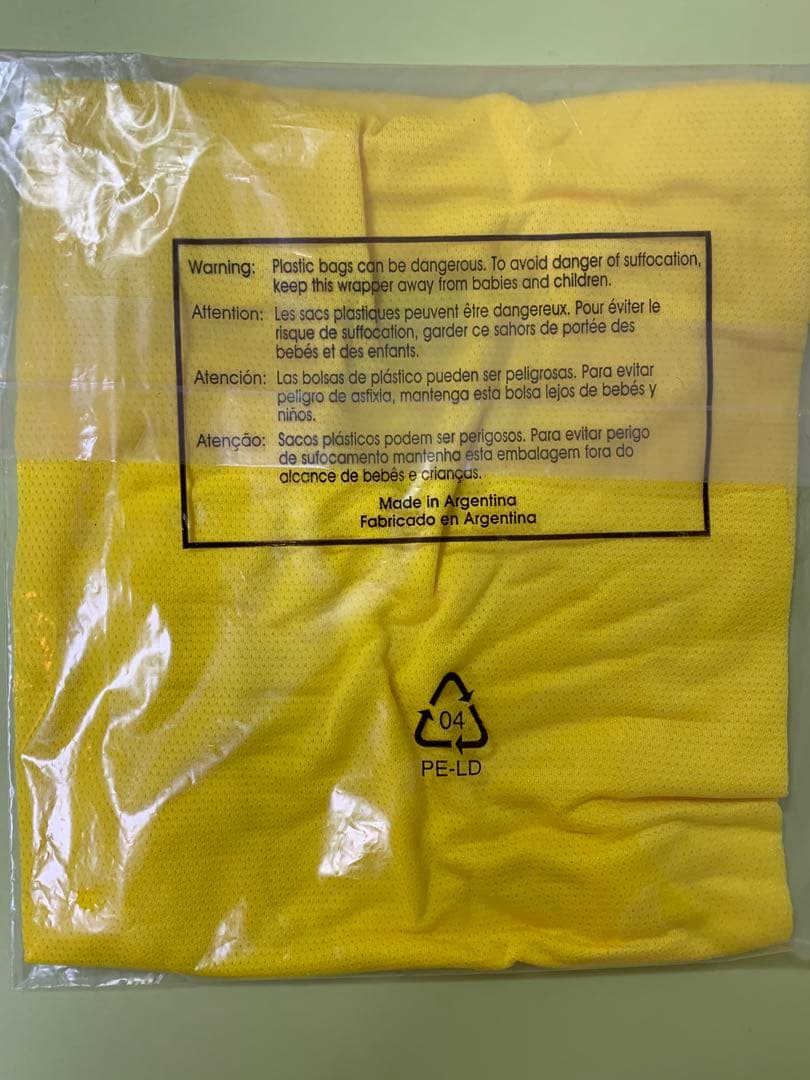 Warning: Plastic bags can be dangerous. To avoid danger of suffocation,
keep this wrapper away from babies and children.
Attention: Les sacs plastiques peuvent être dangereux. Pour éviter le
risque de suffocation, garder ce sahors de portée des
bebés et des enfants.
Atención: Las bolsas de plástico pueden ser peligrosas. Para evitar
peligro de asfixia, mantenga esta bolsa lejos de bebés y
niños.
Atenção: Sacos plásticos podem ser perigosos. Para evitar perigo
de sufocamento mantenha esta embalagem fora do
alcance de bebês e crianças.
Made in Argentina
Fabricado en Argentina
04
PE-LD